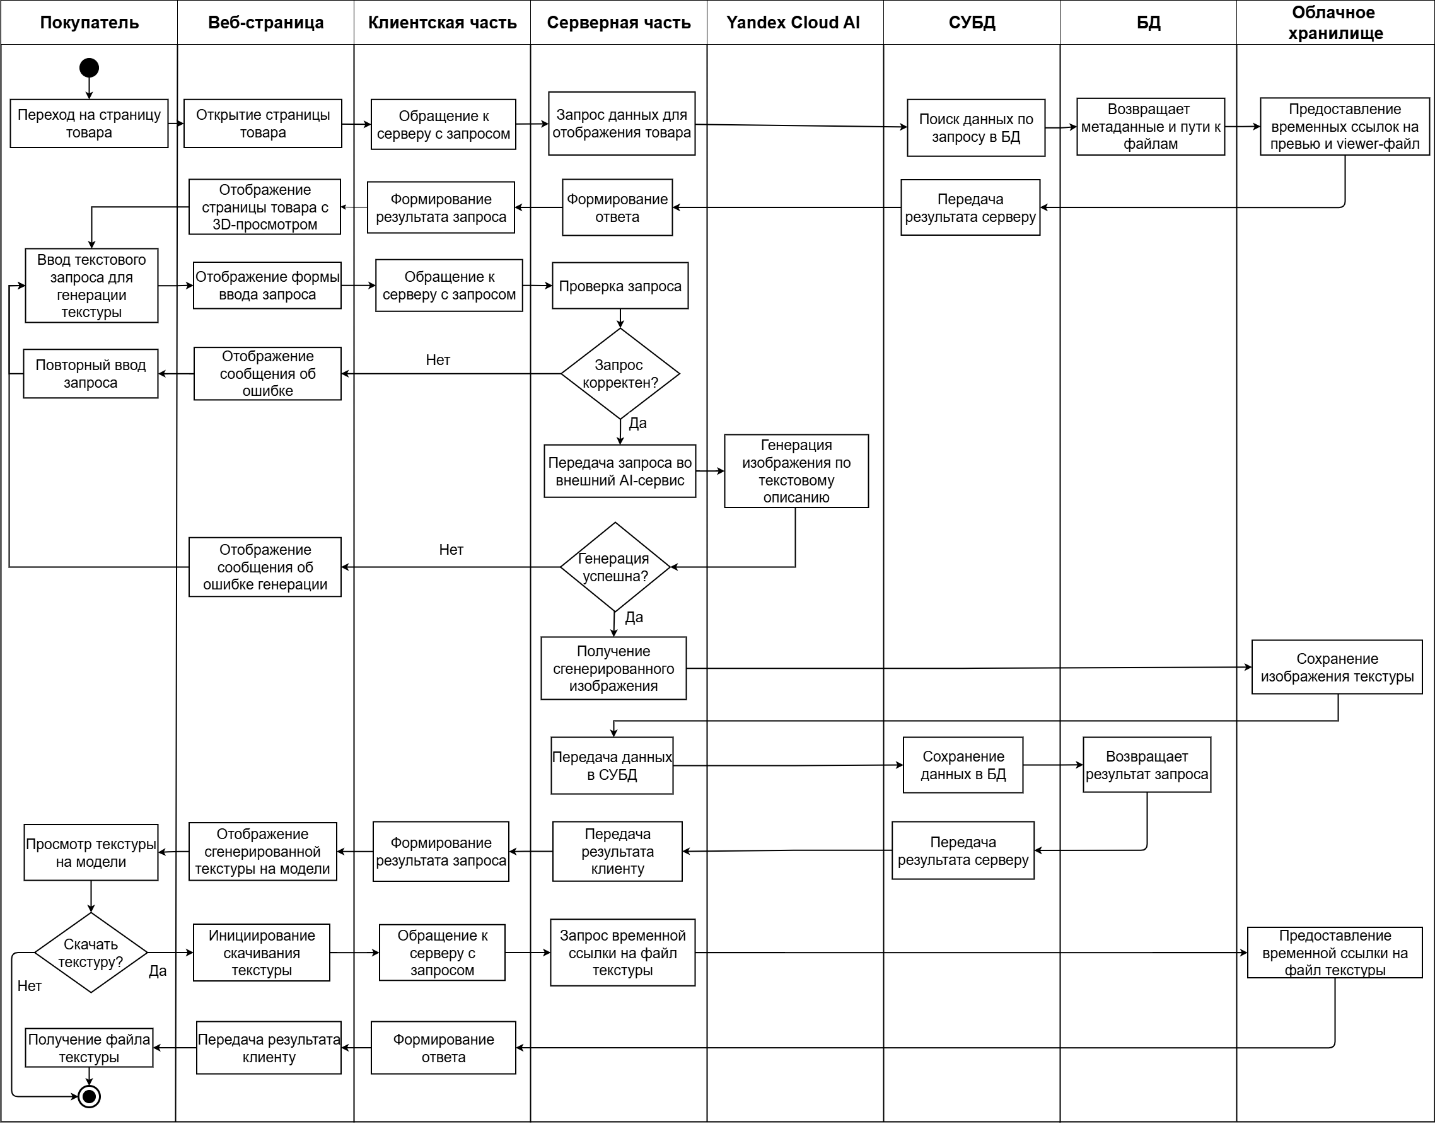 Покупатель
Веб-страница
Клиентская часть
Серверная часть
Yandex Cloud AI
СУБД
БД
Облачное
хранилище
Переход на страницу
товара
Открытие страницы
товара
Обращение к
серверу с запросом
Запрос данных для
отображения товара
Поиск данных по
запросу в БД
Возвращает
метаданные и пути к
файлам
Предоставление
временных ссылок на
превью и viewer-файл
Отображение
страницы товара с
3D-просмотром
Формирование
результата запроса
Формирование
ответа
Передача
результата серверу
Ввод текстового
запроса для
генерации
текстуры
Отображение формы
ввода запроса
Обращение к
серверу с запросом
Проверка запроса
Повторный ввод
запроса
Отображение
сообщения об
ошибке
Нет
Запрос
корректен?
Да
Передача запроса во
внешний AI-сервис
Генерация
изображения по
текстовому
описанию
Отображение
сообщения об
ошибке генерации
Нет
Генерация
успешна?
Да
Получение
сгенерированного
изображения
Сохранение
изображения текстуры
Передача данных
в СУБД
Сохранение
данных в БД
Возвращает
результат запроса
Просмотр текстуры
на модели
Отображение
сгенерированной
текстуры на модели
Формирование
результата запроса
Передача
результата
клиенту
Передача
результата серверу
Скачать
текстуру?
Да
Нет
Инициирование
скачивания
текстуры
Обращение к
серверу с
запросом
Запрос временной
ссылки на файл
текстуры
Предоставление
временной ссылки на
файл текстуры
Получение файла
текстуры
Передача результата
клиенту
Формирование
ответа